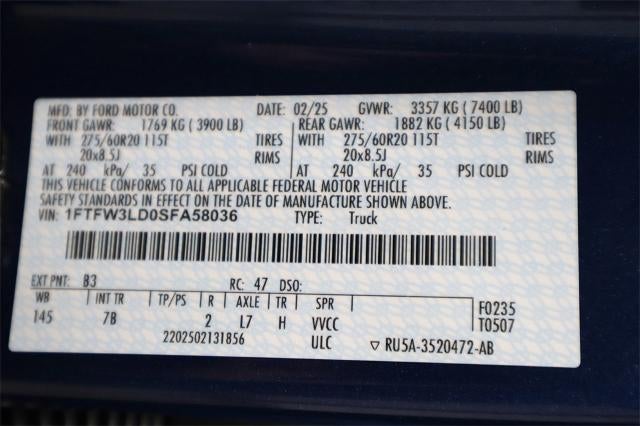 MFD. BY FORD MOTOR CO. DATE: 02/25 GVWR: 3357 KG ( 7400 LB)
FRONT GAWR: 1769 KG ( 3900 LB) REAR GAWR: 1882 KG ( 4150 LB)
WITH 275/60R20 115T TIRES WITH 275/60R20 115T TIRES
20x8.5J RIMS 20x8.5J RIMS
AT 240 kPa/ 35 PSI COLD AT 240 kPa/ 35 PSI COLD
THIS VEHICLE CONFORMS TO ALL APPLICABLE FEDERAL MOTOR VEHICLE
SAFETY STANDARDS IN EFFECT ON THE DATE OF MANUFACTURE SHOWN ABOVE.
VIN: 1FTFW3LD0SFA58036 TYPE: Truck
EXT PNT: B3 RC: 47 DSO:
WB INT TR TP/PS R AXLE TR SPR F0235
145 7B 2 L7 H VVCC T0507
2202502131856 ULC ▽ RU5A-3520472-AB